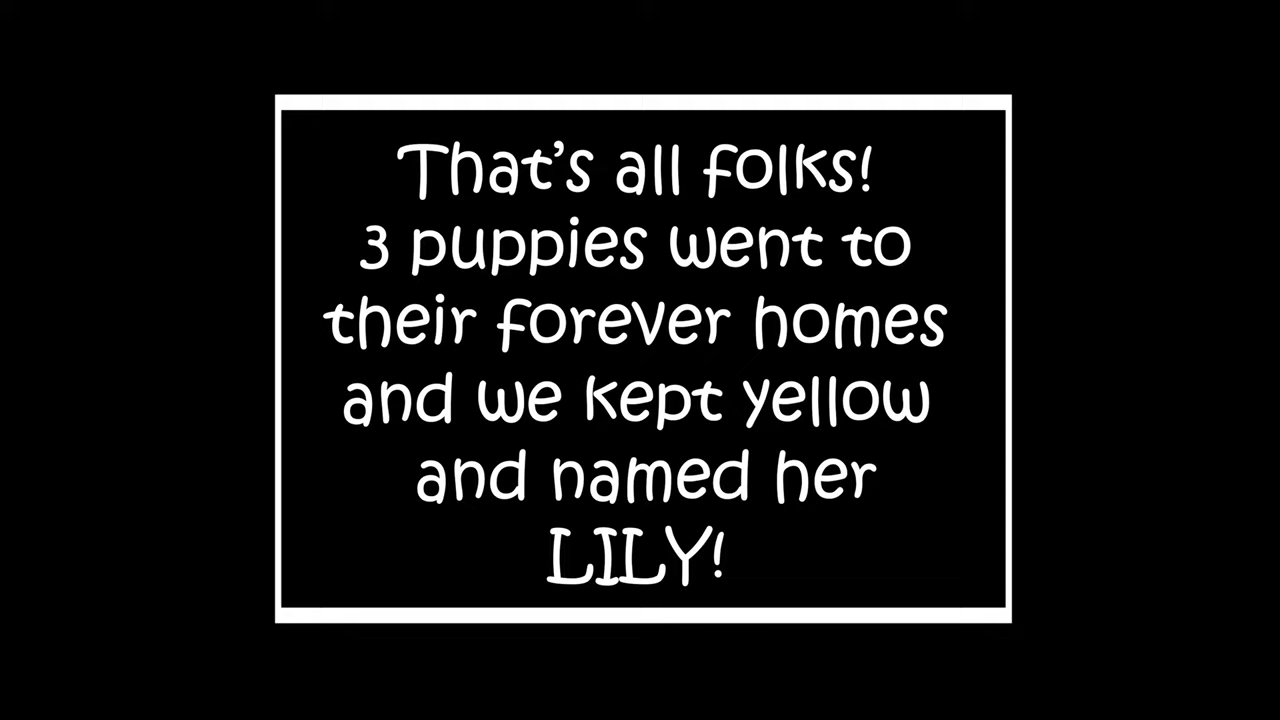 That's all folks!
3 puppies went to
their forever homes
and we kept yellow
and named her
LILY!